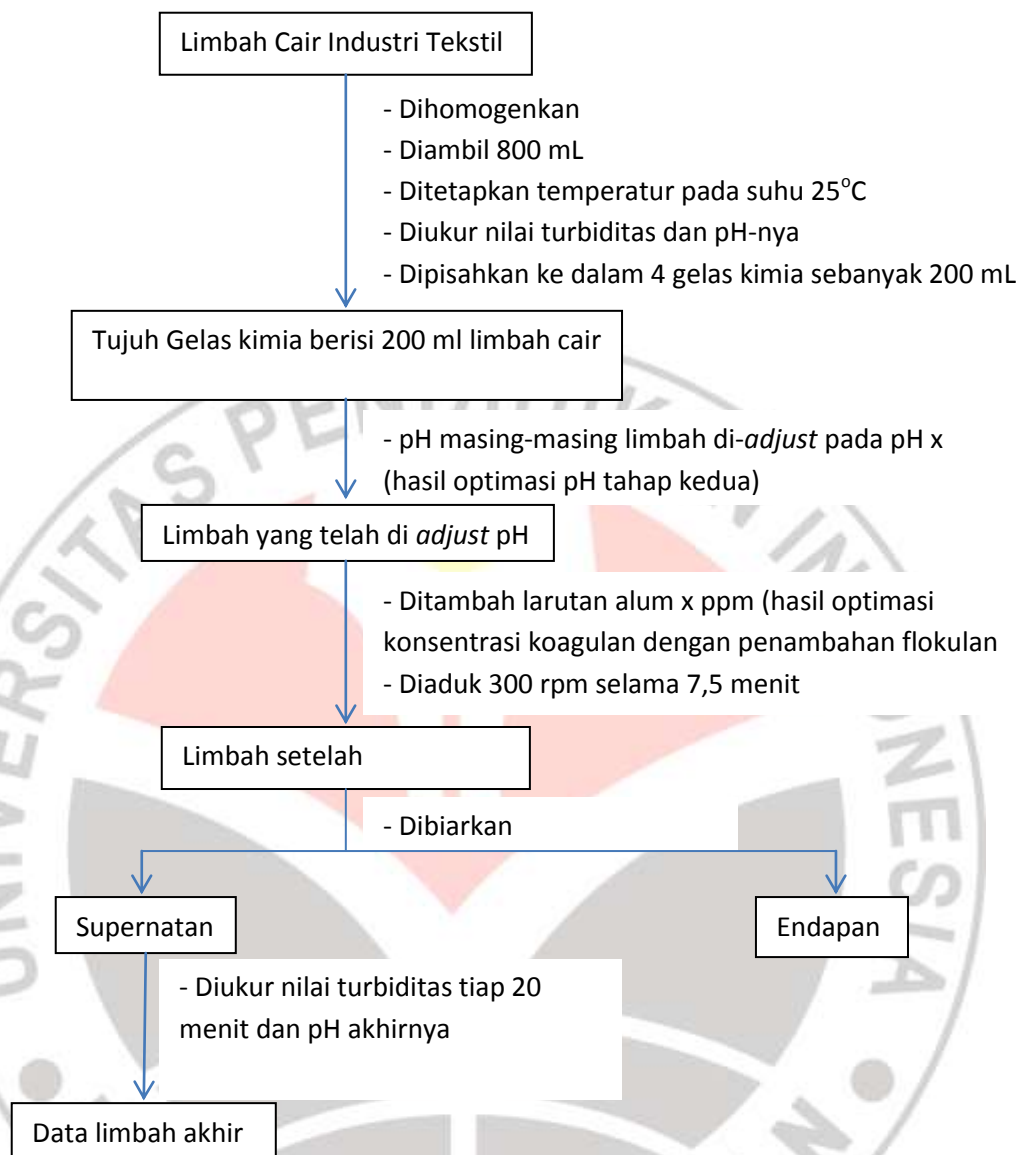 Limbah Cair Industri Tekstil
- Dihomogenkan
- Diambil 800 mL
- Ditetapkan temperatur pada suhu 25°C
- Diukur nilai turbiditas dan pH-nya
- Dipisahkan ke dalam 4 gelas kimia sebanyak 200 mL
Tujuh Gelas kimia berisi 200 ml limbah cair
- pH masing-masing limbah di-adjust pada pH x
(hasil optimasi pH tahap kedua)
Limbah yang telah di adjust pH
- Ditambah larutan alum x ppm (hasil optimasi
konsentrasi koagulan dengan penambahan flokulan
- Diaduk 300 rpm selama 7,5 menit
Limbah setelah
- Dibiarkan
Supernatan
Endapan
- Diukur nilai turbiditas tiap 20
menit dan pH akhirnya
Data limbah akhir